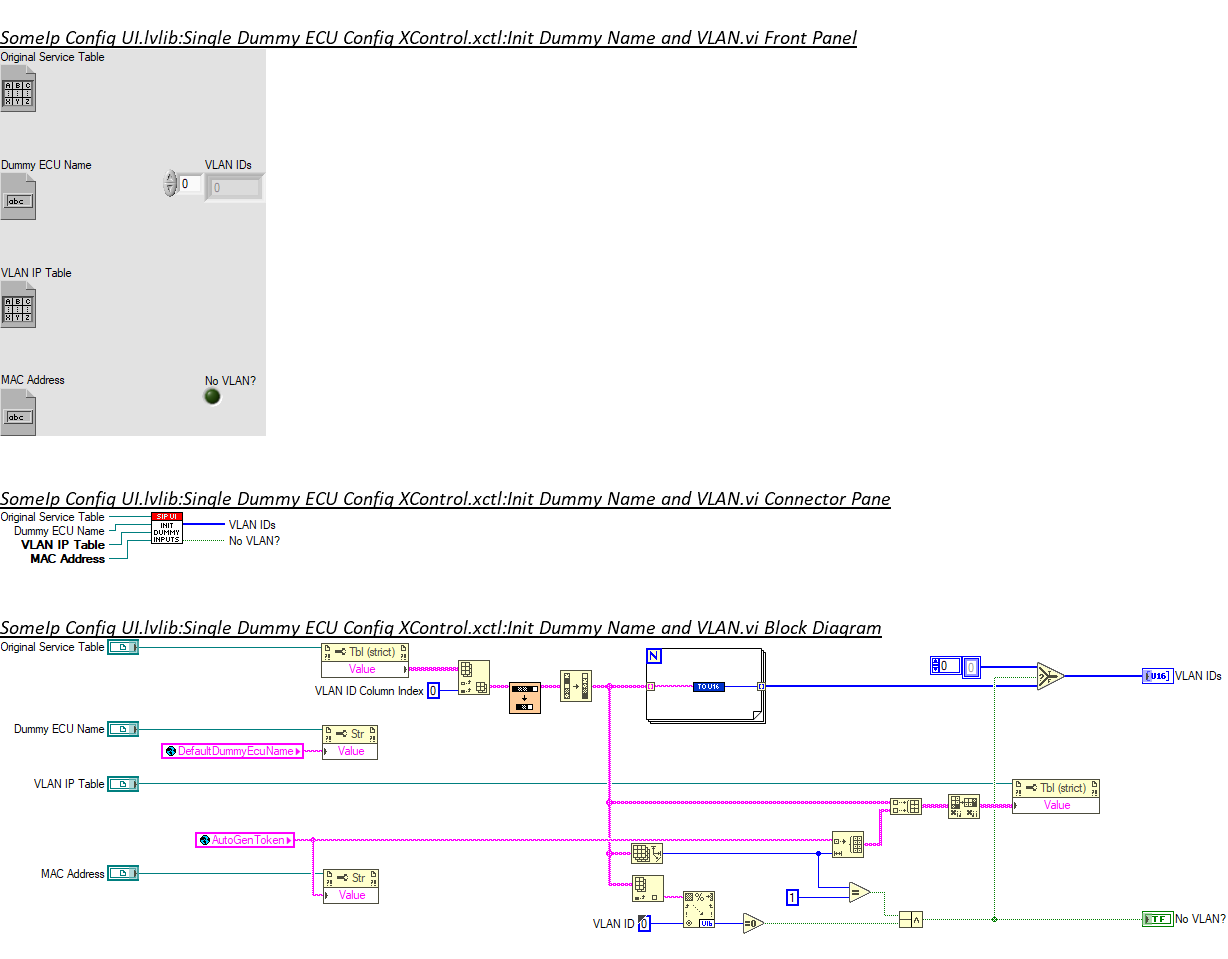 SomeIp Config UI.lvlib:Single Dummy ECU Config XControl.xctl:Init Dummy Name and VLAN.vi Front Panel
Original Service Table
Dummy ECU Name
VLAN IDs
0
0
VLAN IP Table
MAC Address
No VLAN?
SomeIp Config UI.lvlib:Single Dummy ECU Config XControl.xctl:Init Dummy Name and VLAN.vi Connector Pane
Original Service Table
Dummy ECU Name
VLAN IP Table
MAC Address
SIP UI
INIT
DUMMY
INPUTS
VLAN IDs
No VLAN?
SomeIp Config UI.lvlib:Single Dummy ECU Config XControl.xctl:Init Dummy Name and VLAN.vi Block Diagram
Original Service Table
Tbl (strict)
Value
VLAN ID Column Index 0
N
TO U16
0 0
U16
VLAN IDs
Dummy ECU Name
Str
DefaultDummyEcuName
Value
VLAN IP Table
Tbl (strict)
Value
AutoGenToken
MAC Address
Str
Value
1
=
VLAN ID 0
U16
=0
TF
No VLAN?